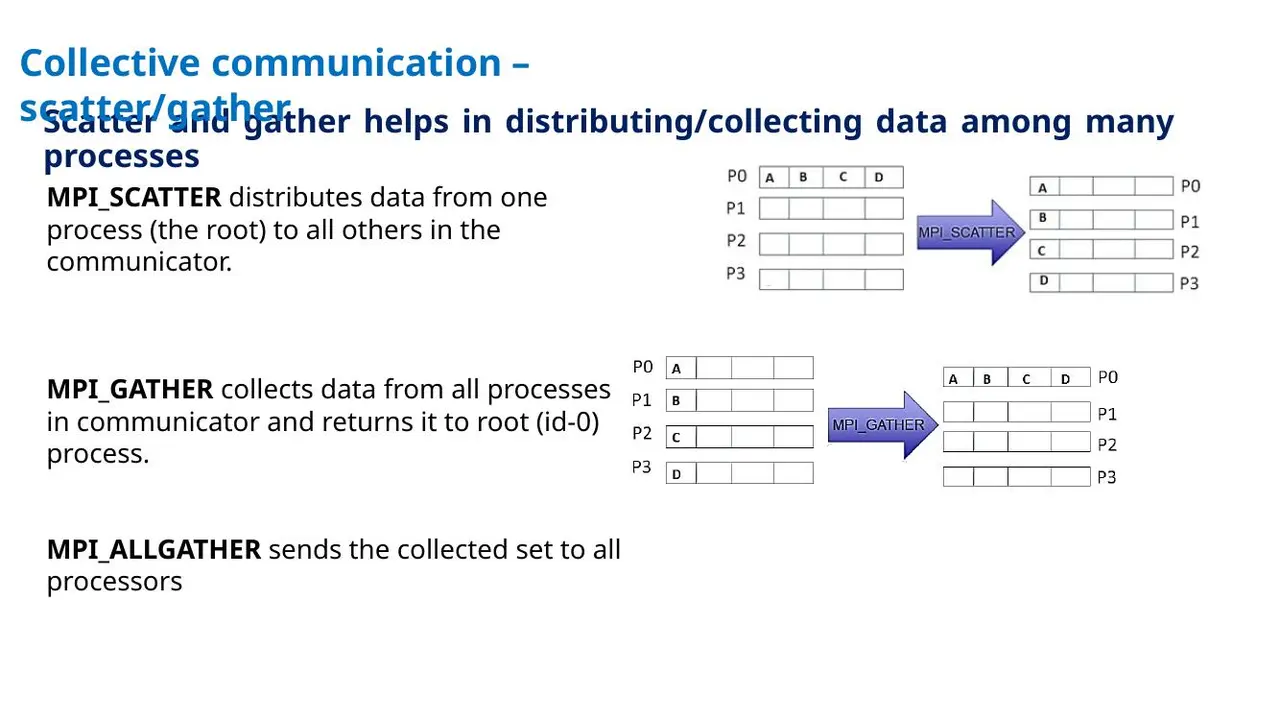 Collective communication –
scatter/gather
Scatter and gather helps in distributing/collecting data among many
processes
MPI_SCATTER distributes data from one
process (the root) to all others in the
communicator.
P0 A B C D
P1
P2
P3
MPI_SCATTER
A P0
B P1
C P2
D P3
MPI_GATHER collects data from all processes
in communicator and returns it to root (id-0)
process.
P0 A
P1 B
P2 C
P3 D
MPI_GATHER
A B C D P0
P1
P2
P3
MPI_ALLGATHER sends the collected set to all
processors